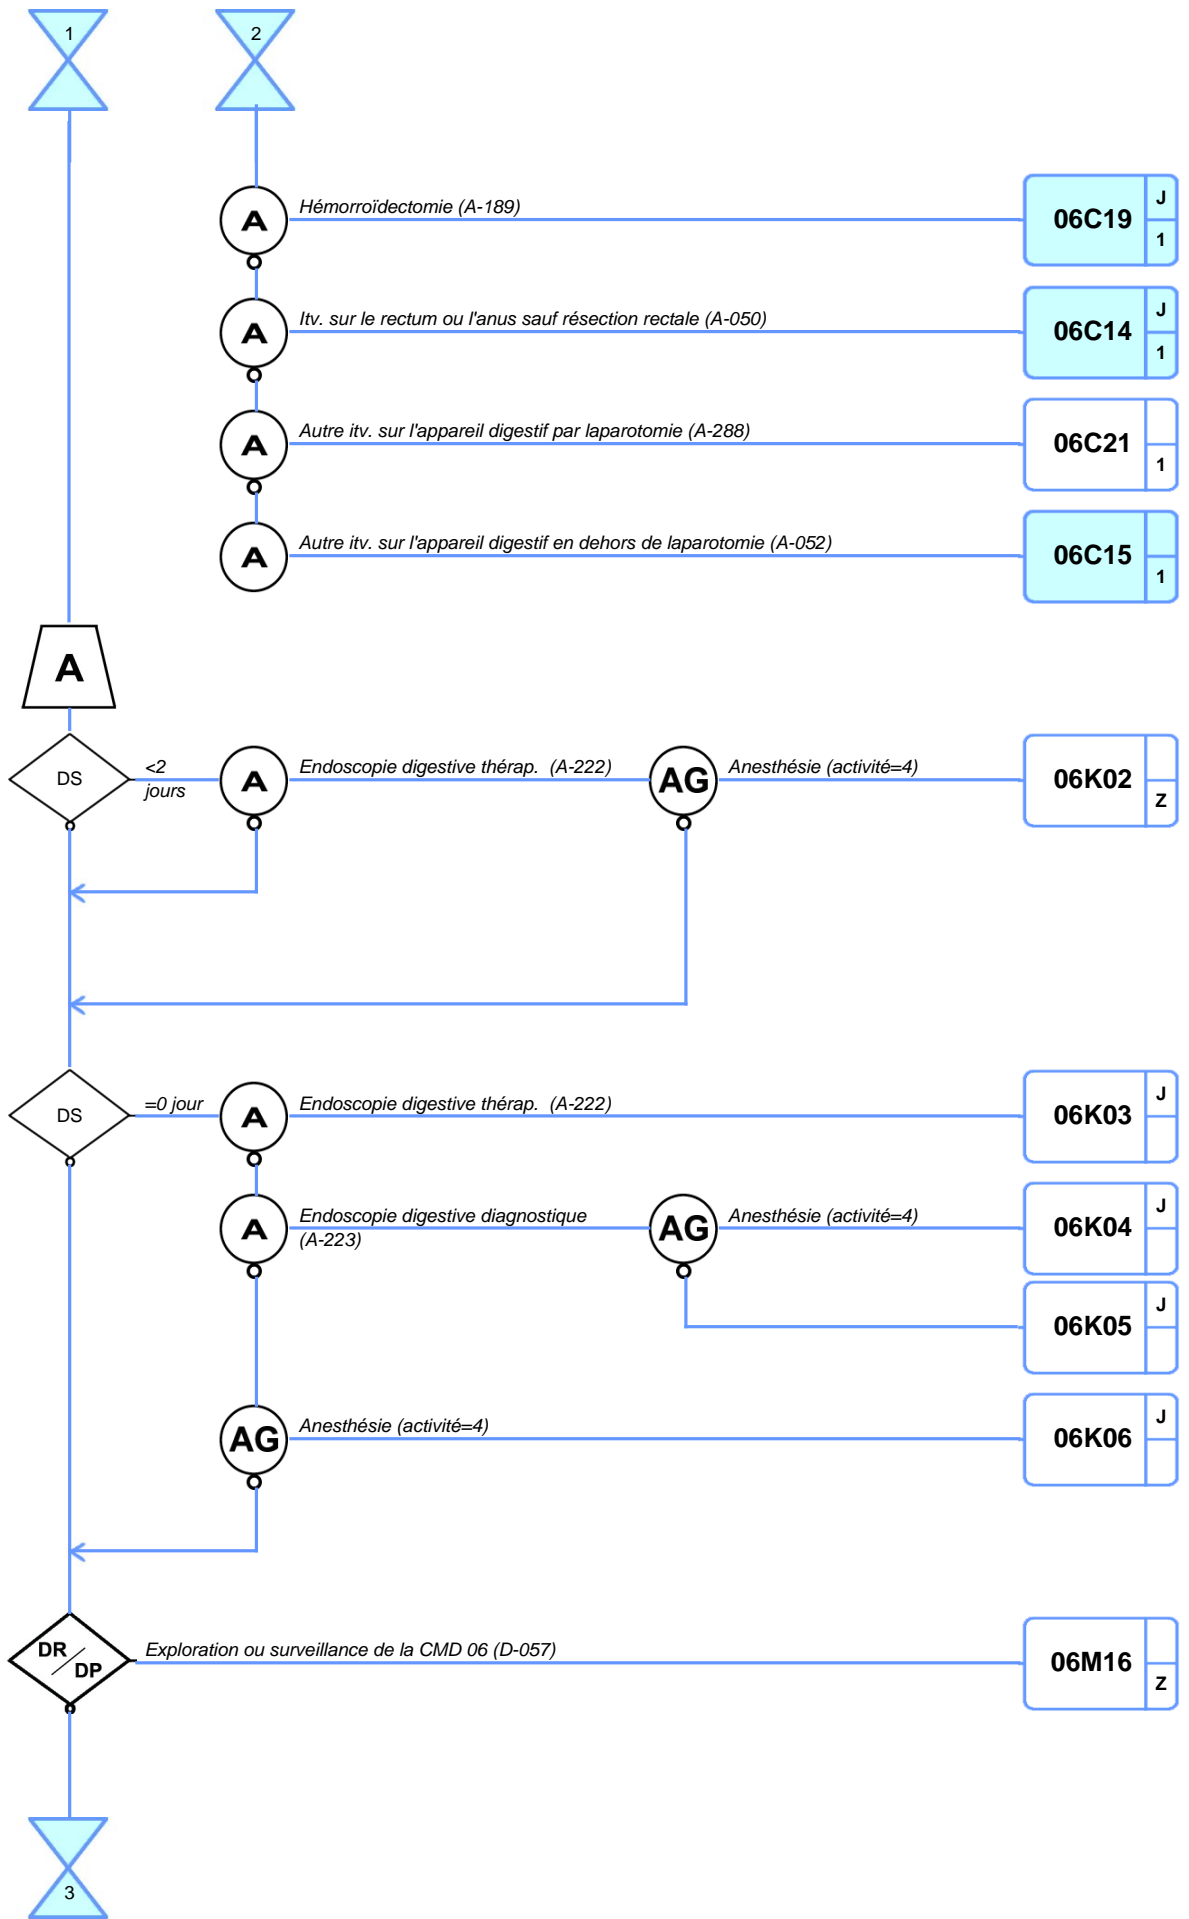 1
2
A
Hémorroïdectomie (A-189)
06C19
J
1
A
Itv. sur le rectum ou l'anus sauf résection rectale (A-050)
06C14
J
1
A
Autre itv. sur l'appareil digestif par laparotomie (A-288)
06C21
1
A
Autre itv. sur l'appareil digestif en dehors de laparotomie (A-052)
06C15
1
A
DS
<2
jours
A
Endoscopie digestive thérap. (A-222)
AG
Anesthésie (activité=4)
06K02
Z
DS
=0 jour
A
Endoscopie digestive thérap. (A-222)
06K03
J
A
Endoscopie digestive diagnostique
(A-223)
AG
Anesthésie (activité=4)
06K04
J
06K05
J
AG
Anesthésie (activité=4)
06K06
J
DR
DP
Exploration ou surveillance de la CMD 06 (D-057)
06M16
Z
3